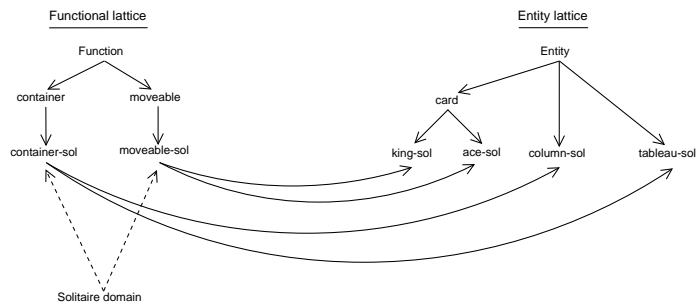 Functional lattice
Entity lattice
Function
Entity
container
moveable
card
container-sol
moveable-sol
king-sol
ace-sol
column-sol
tableau-sol
Solitaire domain